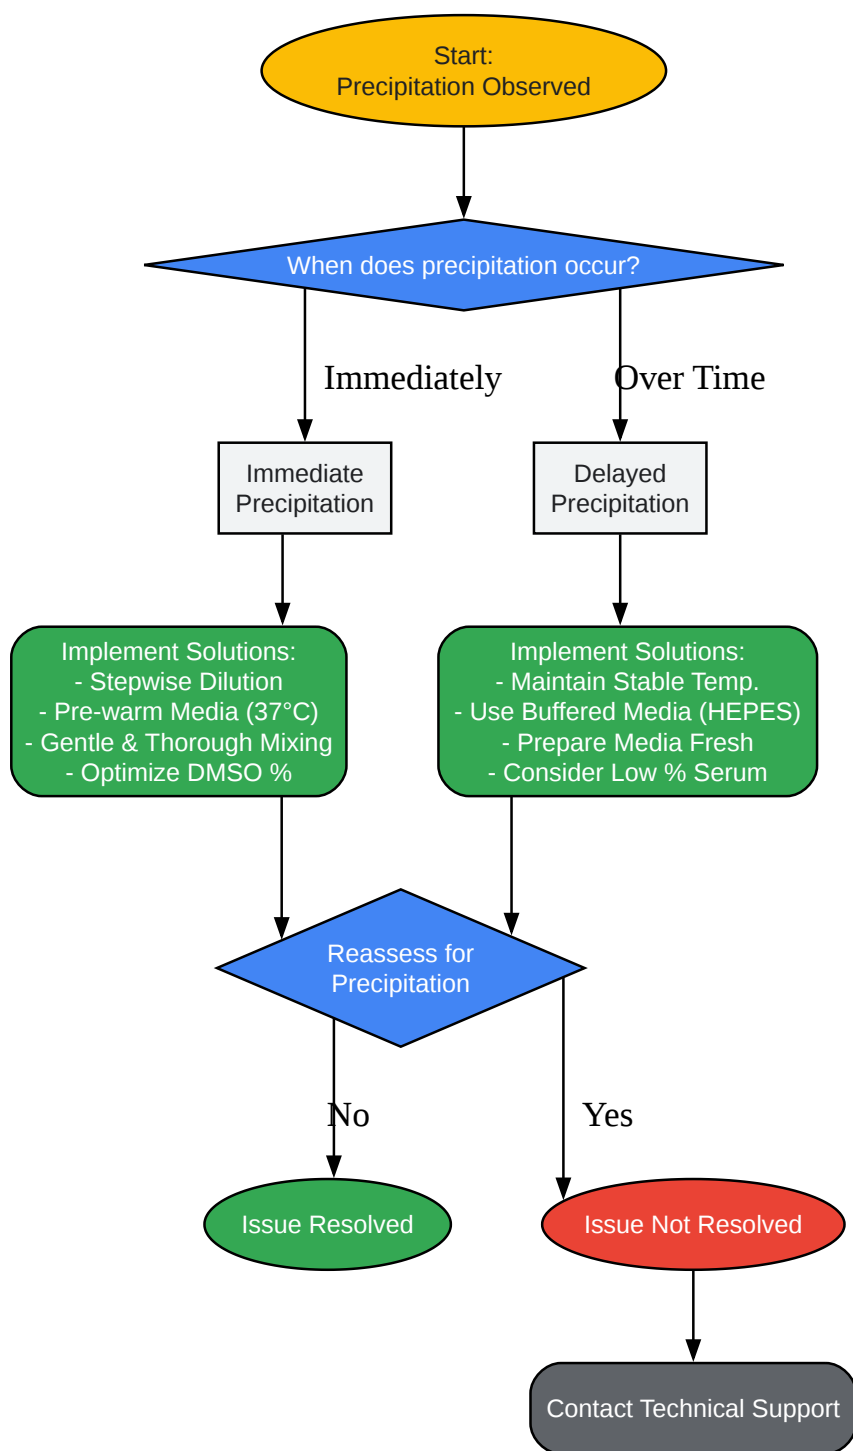 Start:
Precipitation Observed
When does precipitation occur?
Immediately
Over Time
Immediate
Precipitation
Delayed
Precipitation
Implement Solutions:
- Stepwise Dilution
- Pre-warm Media (37°C)
- Gentle & Thorough Mixing
- Optimize DMSO %
Implement Solutions:
- Maintain Stable Temp.
- Use Buffered Media (HEPES)
- Prepare Media Fresh
- Consider Low % Serum
Reassess for
Precipitation
No
Yes
Issue Resolved
Issue Not Resolved
Contact Technical Support